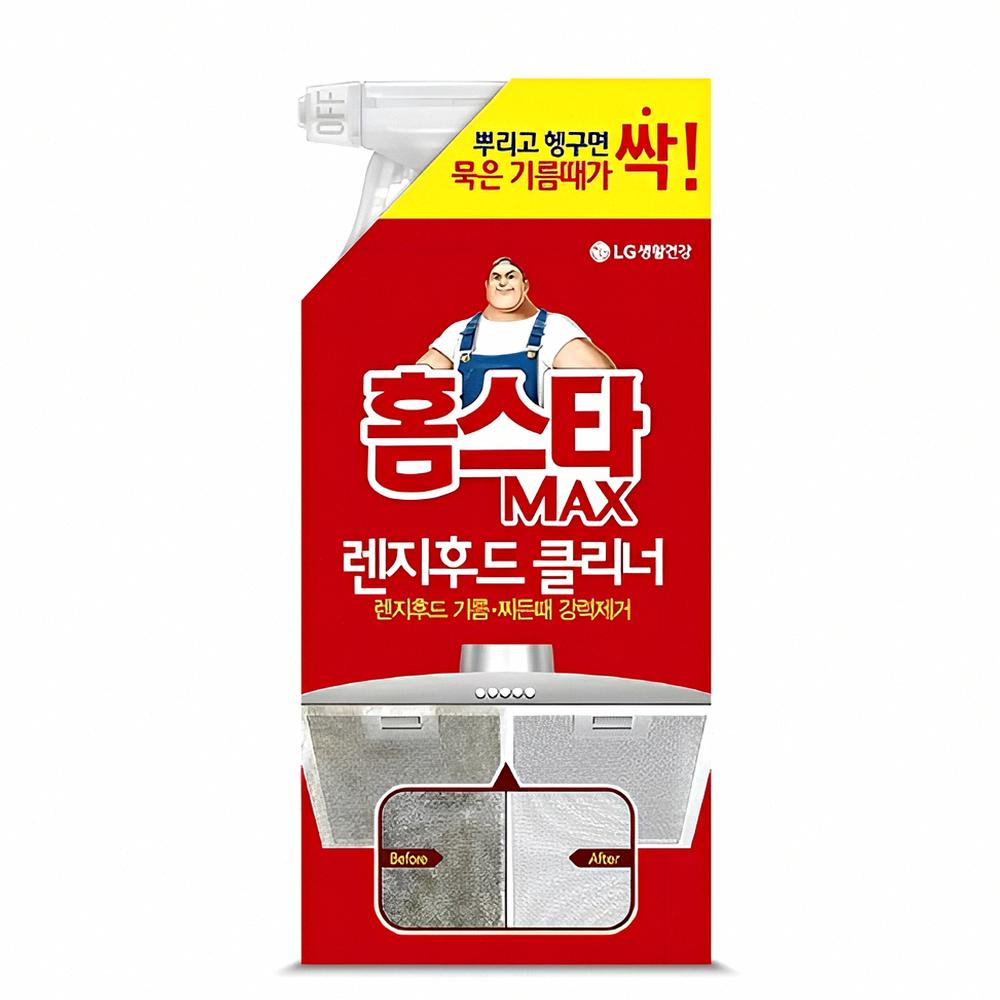 OFF
뿌리고 헹구면
묵은 기름때가
싹!
LG생활건강
홈스타
MAX
렌지후드 클리너
렌지후드 기름·찌든때 강력제거
Before
After